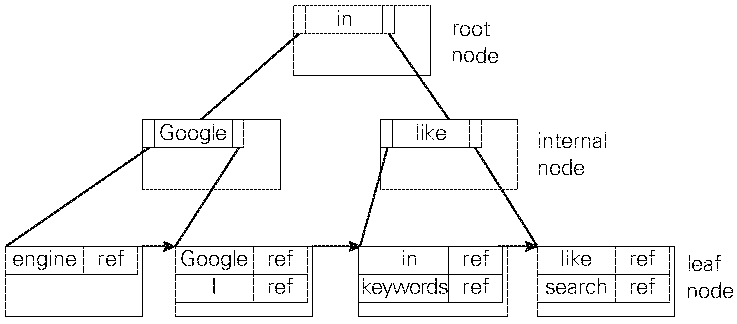 in
root
node
Google
like
internal
node
engine ref
Google ref
I ref
in ref
keywords ref
like ref
search ref
leaf
node